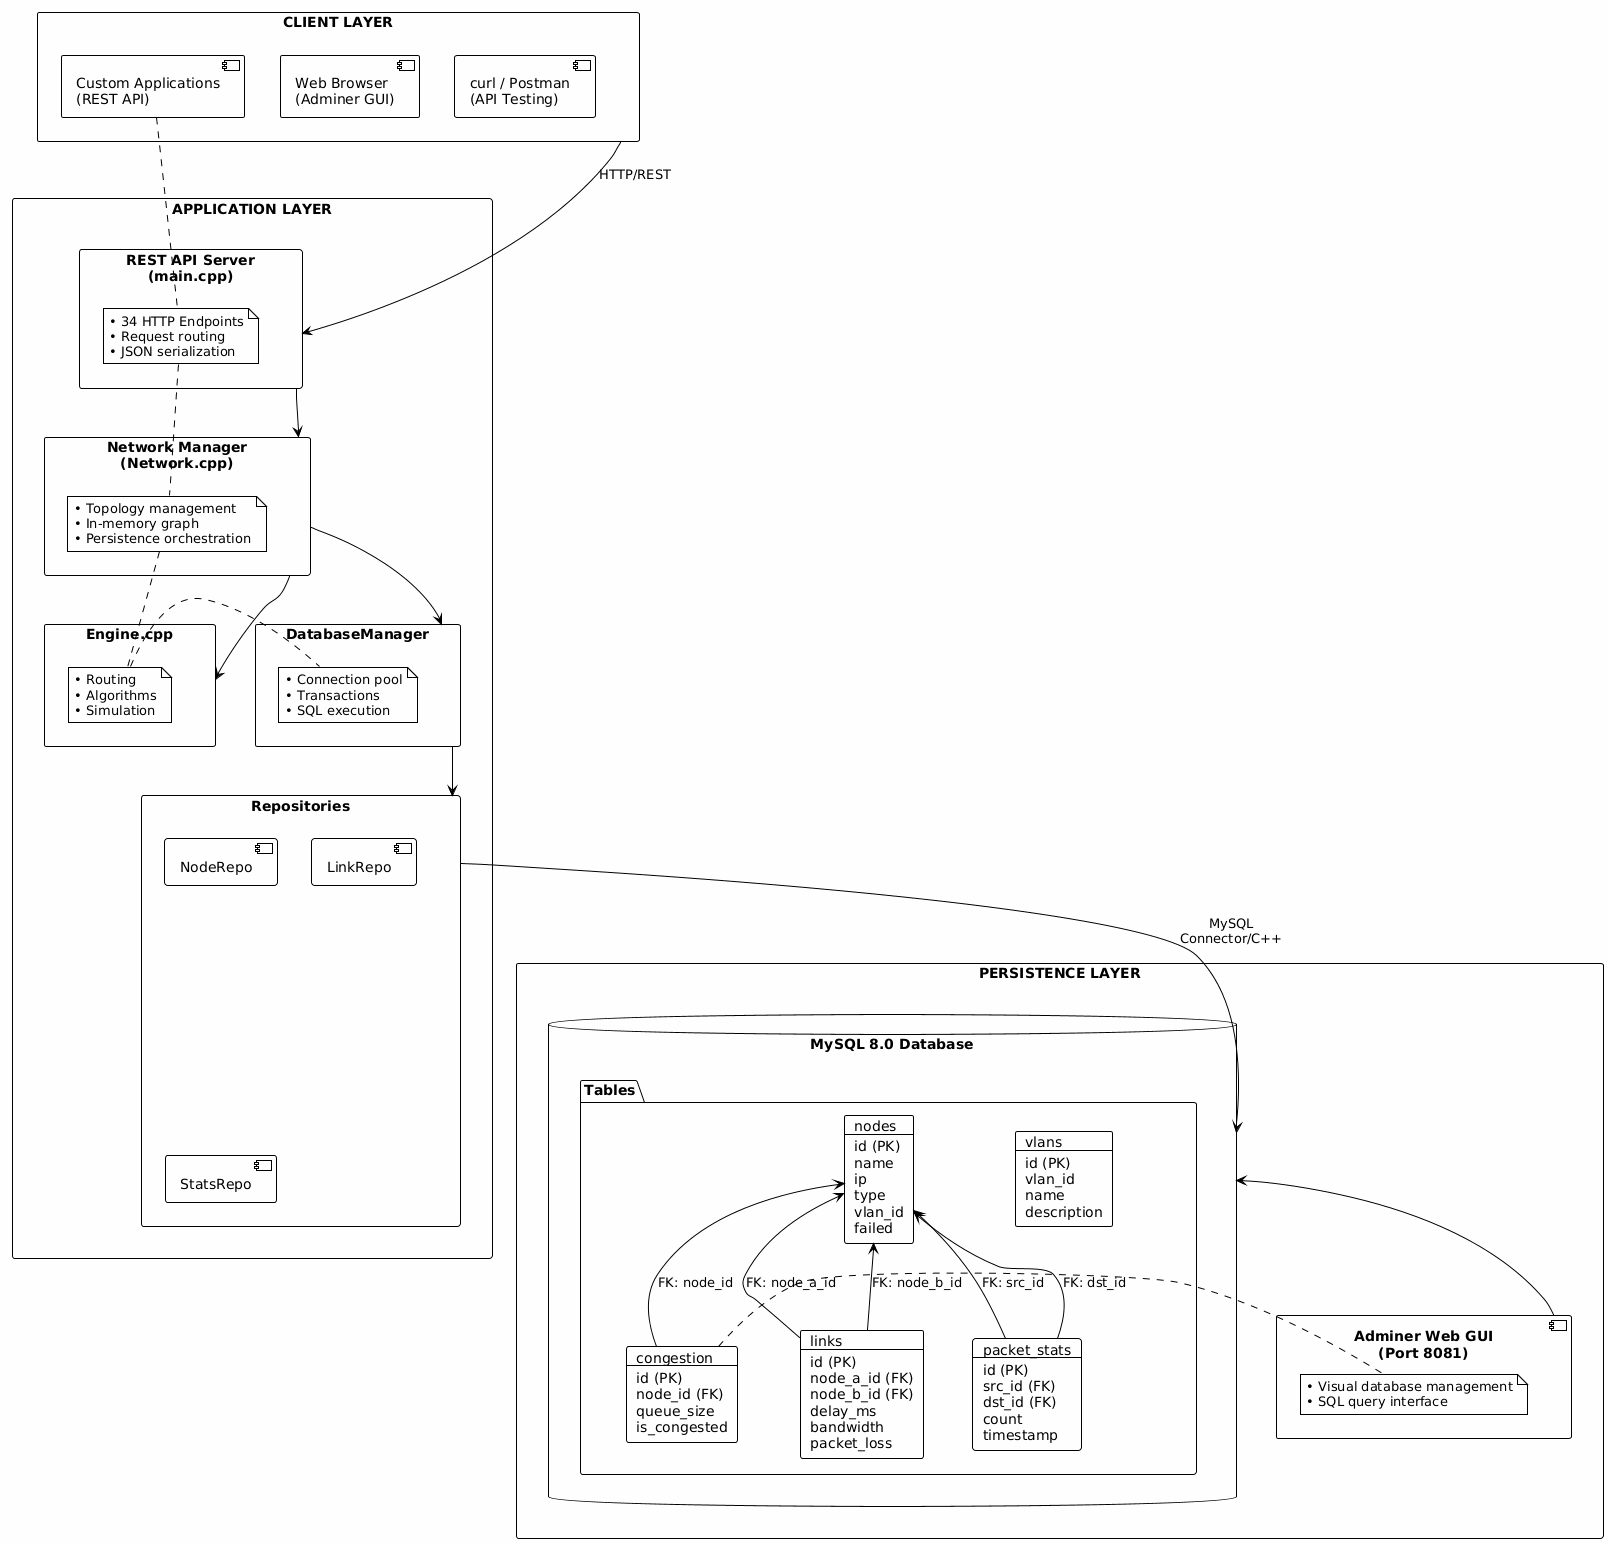 CLIENT LAYER
Custom Applications
(REST API)
Web Browser
(Adminer GUI)
curl / Postman
(API Testing)
HTTP/REST
APPLICATION LAYER
REST API Server
(main.cpp)
• 34 HTTP Endpoints
• Request routing
• JSON serialization
Network Manager
(Network.cpp)
• Topology management
• In-memory graph
• Persistence orchestration
Engine.cpp
• Routing
• Algorithms
• Simulation
DatabaseManager
• Connection pool
• Transactions
• SQL execution
Repositories
NodeRepo
LinkRepo
StatsRepo
MySQL
Connector/C++
PERSISTENCE LAYER
MySQL 8.0 Database
Tables
nodes
id (PK)
name
ip
type
vlan_id
failed
vlans
id (PK)
vlan_id
name
description
FK: node_id
FK: node_a_id
FK: node_b_id
FK: src_id
FK: dst_id
congestion
id (PK)
node_id (FK)
queue_size
is_congested
links
id (PK)
node_a_id (FK)
node_b_id (FK)
delay_ms
bandwidth
packet_loss
packet_stats
id (PK)
src_id (FK)
dst_id (FK)
count
timestamp
Adminer Web GUI
(Port 8081)
• Visual database management
• SQL query interface